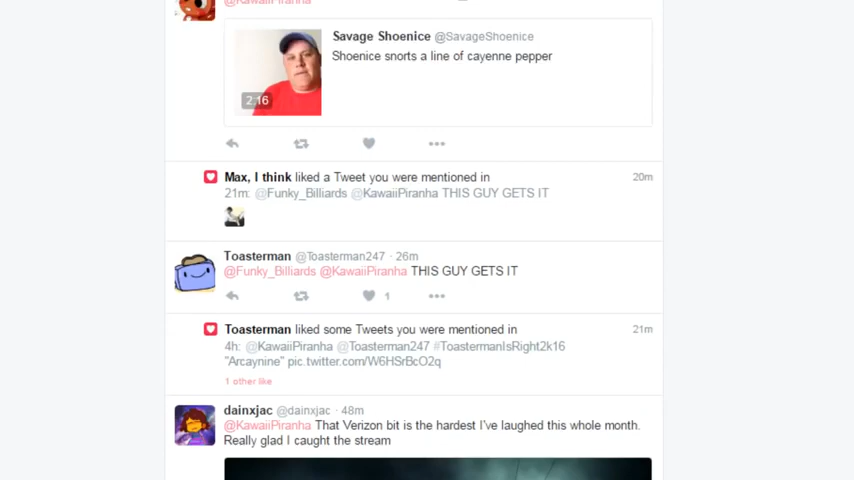 @KawaiiPiranha
Savage Shoenice @SavageShoenice
Shoenice snorts a line of cayenne pepper
2:16
Max, I think liked a Tweet you were mentioned in 20m
21m: @Funky_Billiards @KawaiiPiranha THIS GUY GETS IT
Toasterman @Toasterman247 · 26m
@Funky_Billiards @KawaiiPiranha THIS GUY GETS IT
1
Toasterman liked some Tweets you were mentioned in 21m
4h: @KawaiiPiranha @Toasterman247 #ToastermanIsRight2k16
"Arcaynine" pic.twitter.com/W6HSrBcO2q
1 other like
dainxjac @dainxjac · 48m
@KawaiiPiranha That Verizon bit is the hardest I've laughed this whole month.
Really glad I caught the stream